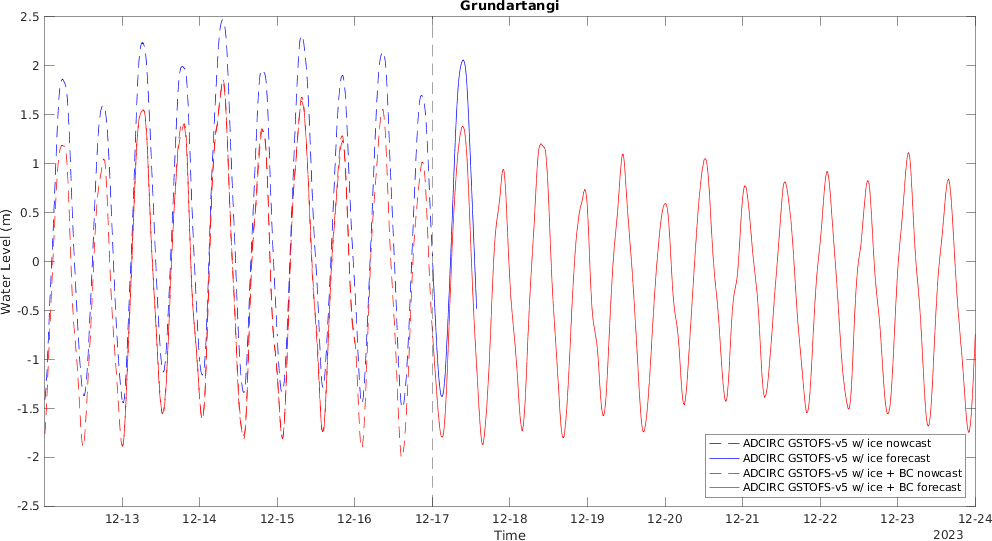 Grundartangi
2.5
2
1.5
1
0.5
0
-0.5
-1
-1.5
-2
-2.5
Water Level (m)
ADCIRC GSTOFS-v5 w/ ice nowcast
ADCIRC GSTOFS-v5 w/ ice forecast
ADCIRC GSTOFS-v5 w/ ice + BC nowcast
ADCIRC GSTOFS-v5 w/ ice + BC forecast
12-13 12-14 12-15 12-16 12-17 12-18 12-19 12-20 12-21 12-22 12-23 12-24
Time
2023